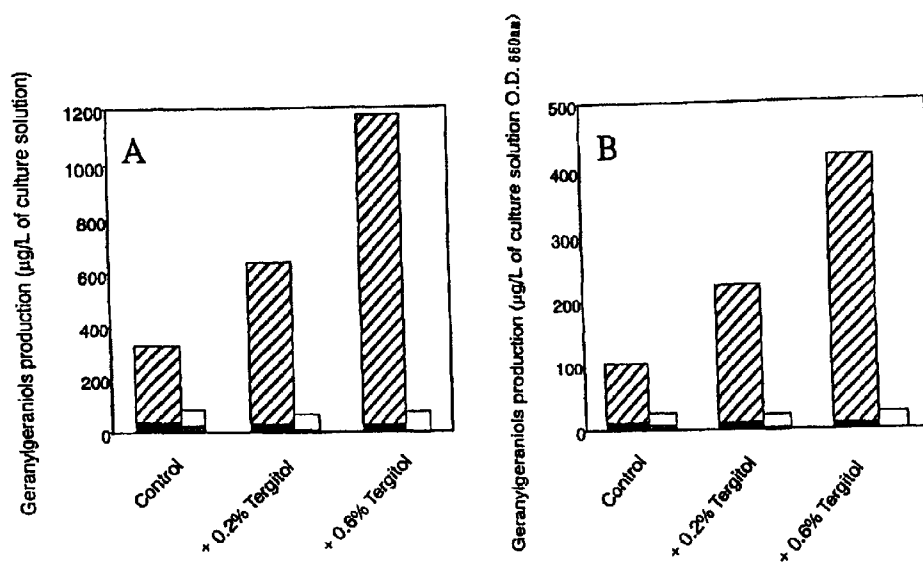 Geranylgeraniols production (µg/L of culture solution)
A
1200
1000
800
600
400
200
0
Control
+ 0.2% Tergitol
+ 0.6% Tergitol
Geranylgeraniols production (µg/L of culture solution O.D. 660nm)
B
500
400
300
200
100
0
Control
+ 0.2% Tergitol
+ 0.6% Tergitol